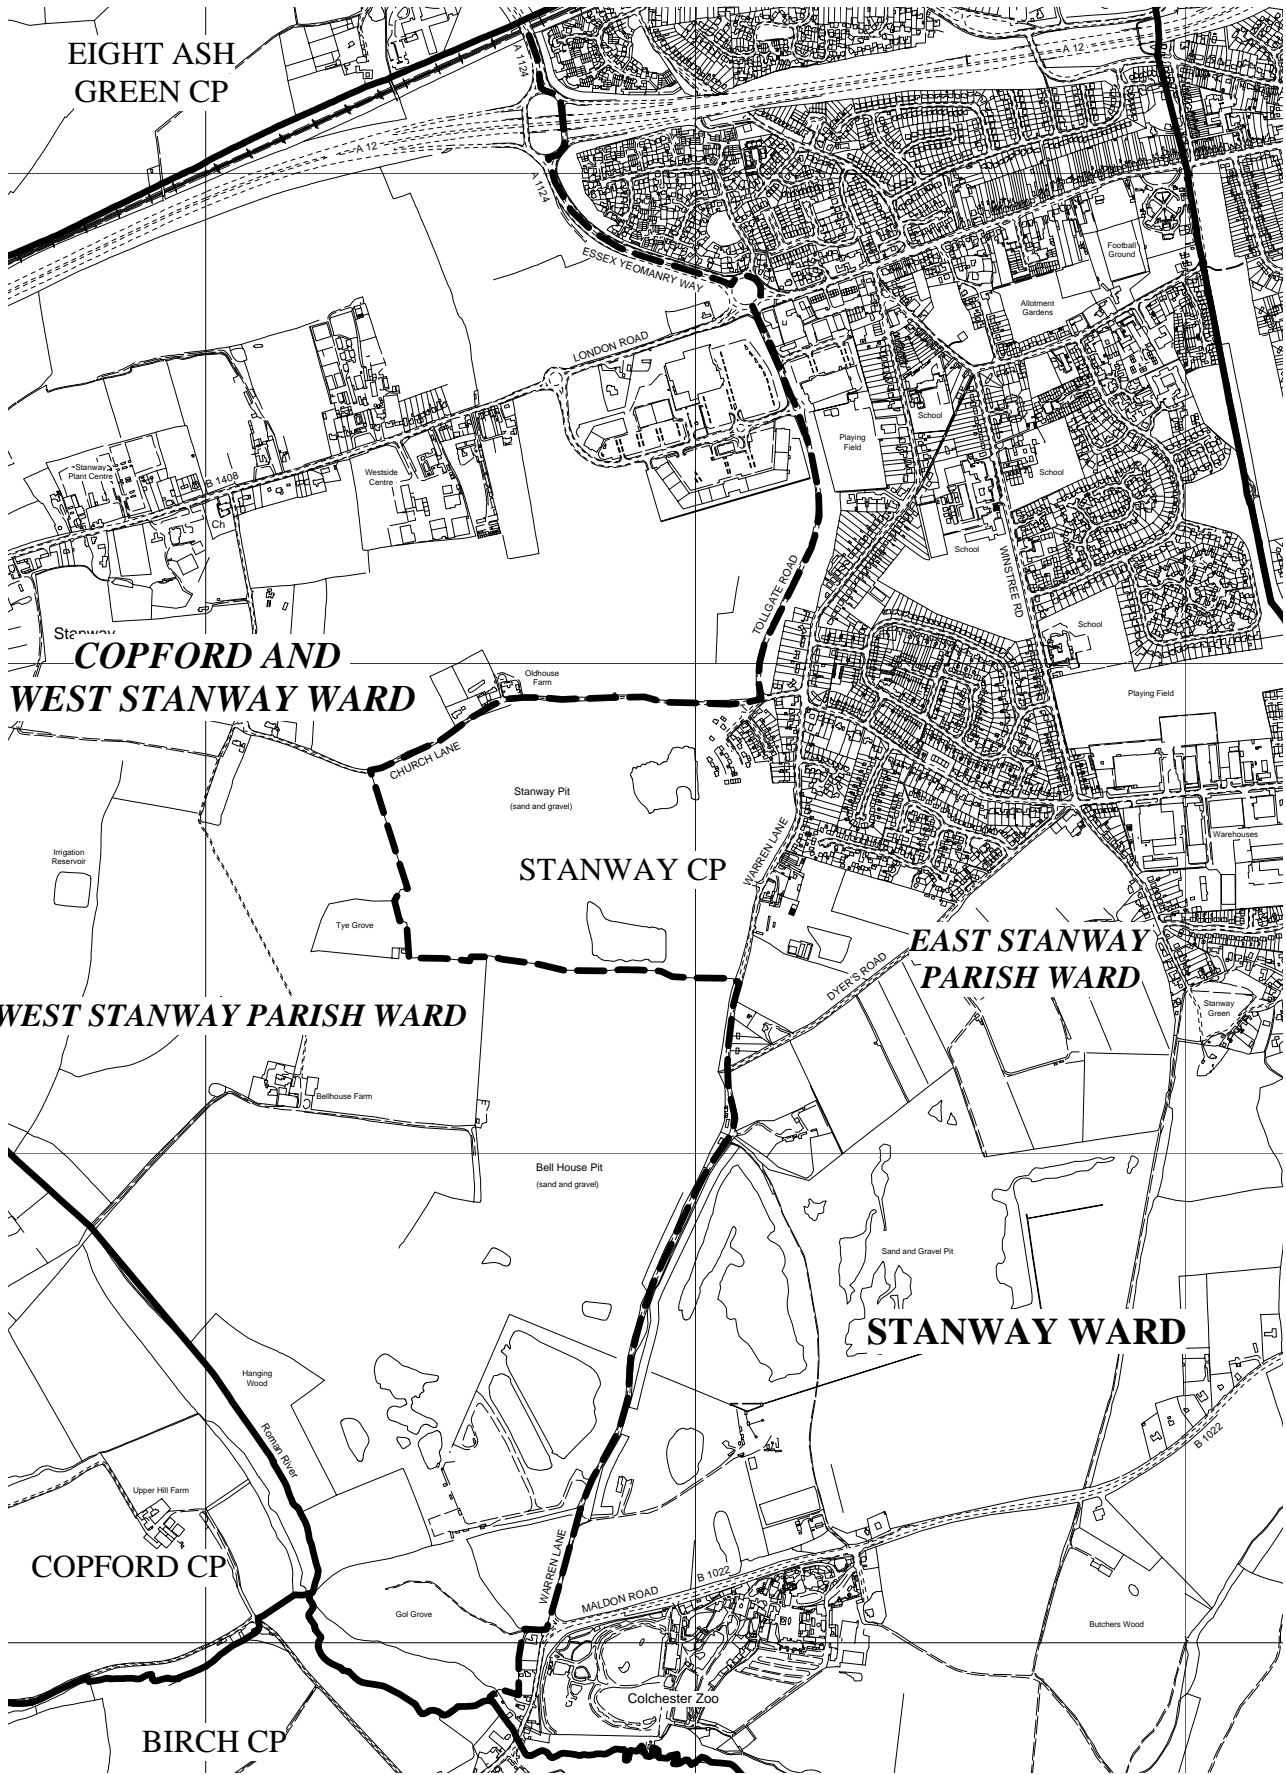 EIGHT ASH
GREEN CP
A 1124
A 12
A 12
A 1124
ESSEX YEOMANRY WAY
Football
Ground
Allotment
Gardens
LONDON ROAD
School
Playing
Field
Stanway
Plant Centre
B 1408
Westside
Centre
School
Ch
School
WINSTREE RD
TOLLGATE ROAD
School
Stanway
COPFORD AND
WEST STANWAY WARD
Oldhouse
Farm
Playing Field
CHURCH LANE
Stanway Pit
(sand and gravel)
Warehouses
Irrigation
Reservoir
STANWAY CP
WARREN LANE
Tye Grove
EAST STANWAY
PARISH WARD
DYER'S ROAD
WEST STANWAY PARISH WARD
Stanway
Green
Bellhouse Farm
Bell House Pit
(sand and gravel)
Sand and Gravel Pit
STANWAY WARD
Hanging
Wood
Roman River
B 1022
Upper Hill Farm
COPFORD CP
WARREN LANE
B 1022
MALDON ROAD
Gol Grove
Butchers Wood
Colchester Zoo
BIRCH CP